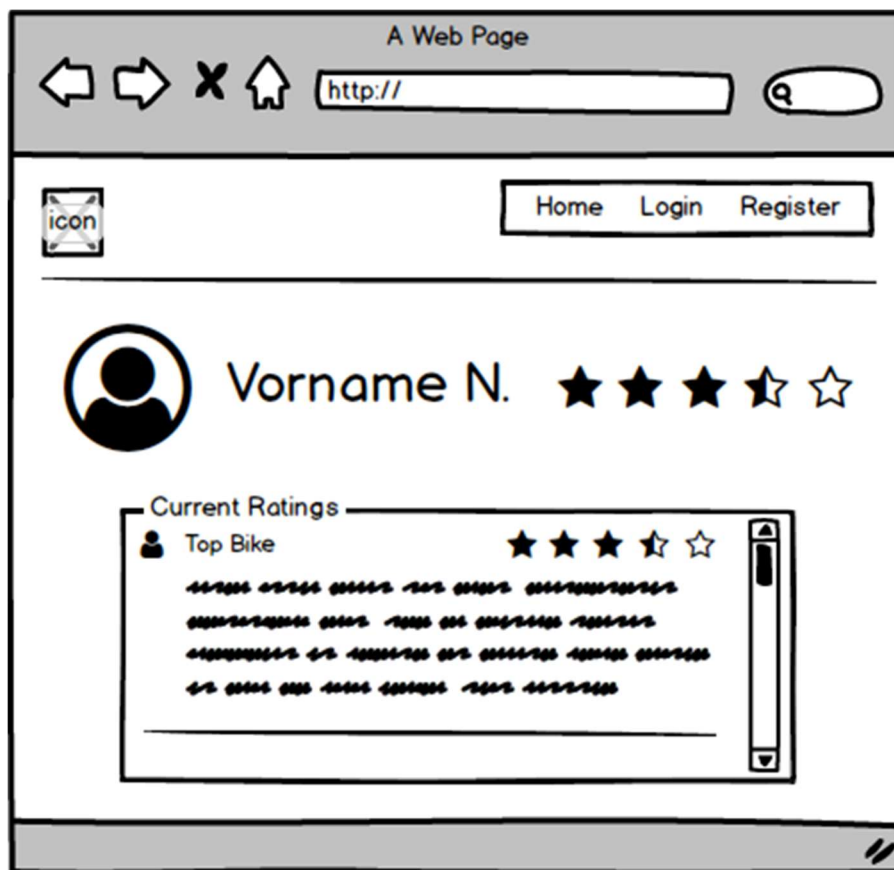 A Web Page
http://
icon
Home Login Register
Vorname N.
Current Ratings
Top Bike